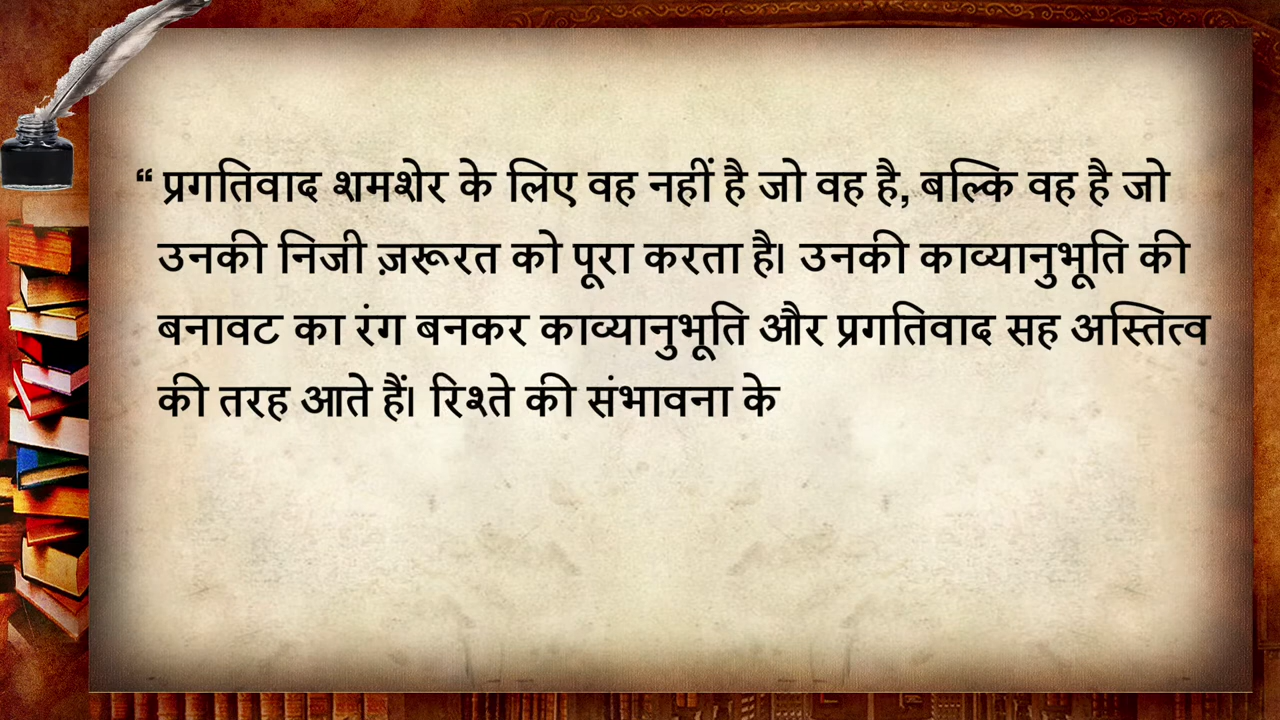 “ प्रगतिवाद शमशेर के लिए वह नहीं है जो वह है, बल्कि वह है जो
उनकी निजी ज़रूरत को पूरा करता है। उनकी काव्यानुभूति की
बनावट का रंग बनकर काव्यानुभूति और प्रगतिवाद सह अस्तित्व
की तरह आते हैं। रिश्ते की संभावना के